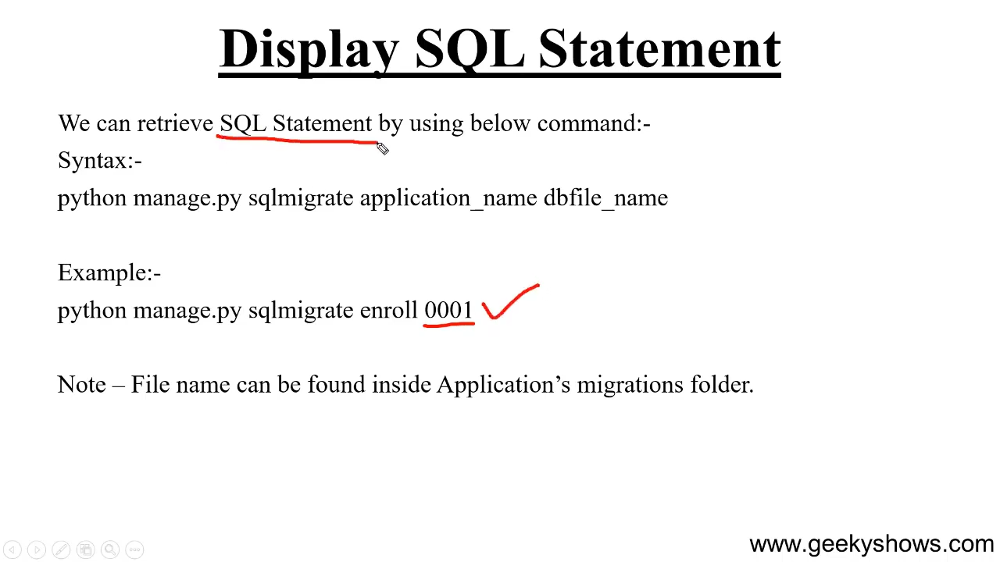 Display SQL Statement
We can retrieve SQL Statement by using below command:-
Syntax:-
python manage.py sqlmigrate application_name dbfile_name
Example:-
python manage.py sqlmigrate enroll 0001
Note – File name can be found inside Application’s migrations folder.
www.geekyshows.com